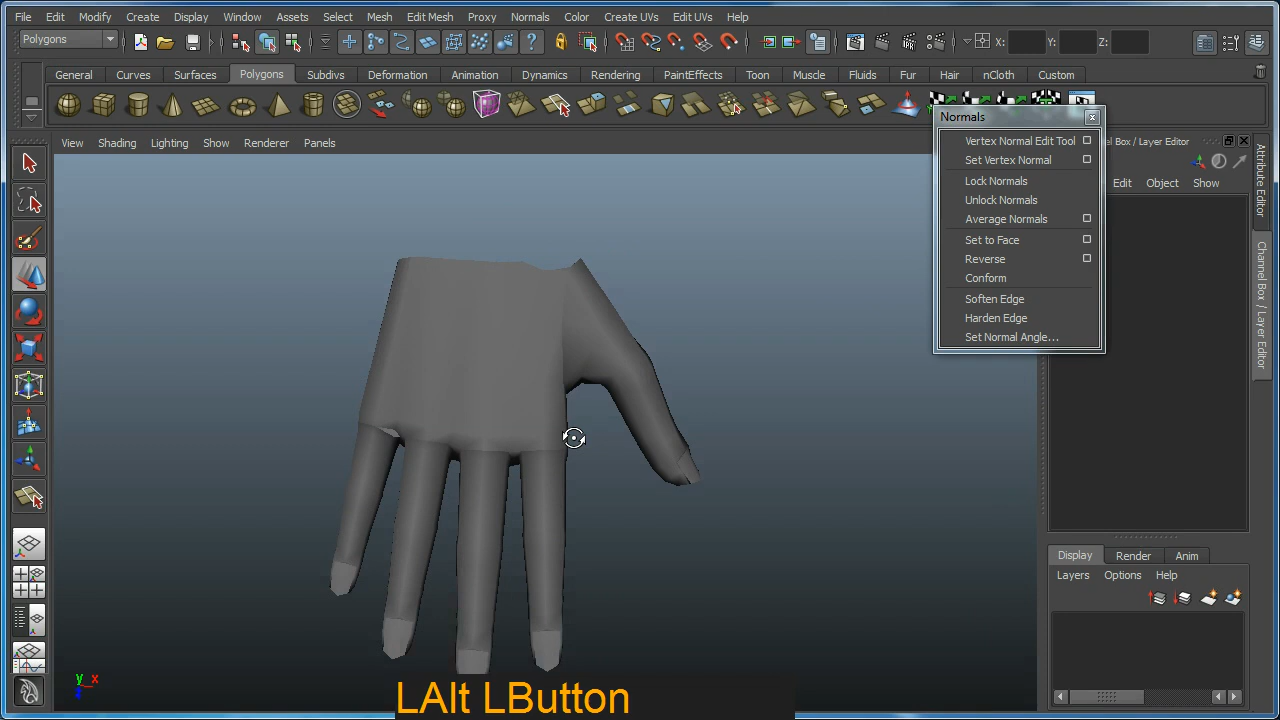 File Edit Modify Create Display Window Assets Select Mesh Edit Mesh Proxy Normals Color Create UVs Edit UVs Help
Polygons X: Y: Z:
General Curves Surfaces Polygons Subdivs Deformation Animation Dynamics Rendering PaintEffects Toon Muscle Fluids Fur Hair nCloth Custom
Normals
View Shading Lighting Show Renderer Panels
Vertex Normal Edit Tool
el Box / Layer Editor
Set Vertex Normal
Lock Normals
Edit Object Show
Unlock Normals
Average Normals
Set to Face
Reverse
Conform
Soften Edge
Harden Edge
Set Normal Angle...
Attribute Editor
Channel Box / Layer Editor
Display Render Anim
Layers Options Help
y x
z
LAlt LButton